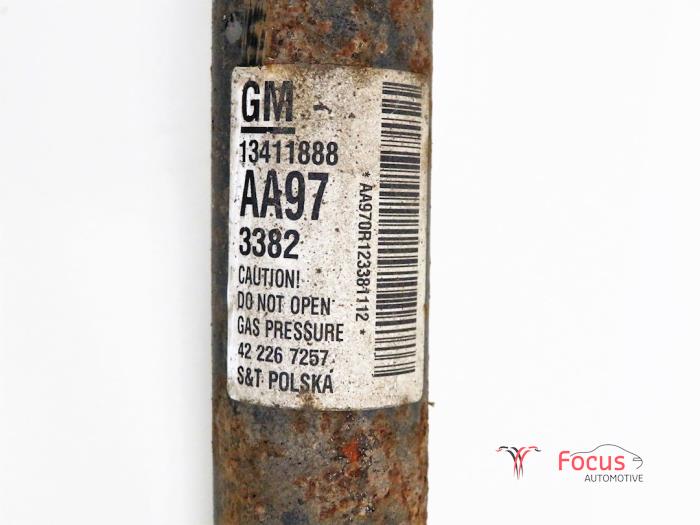 GM
13411888
AA97
3382
CAUTION!
DO NOT OPEN
GAS PRESSURE
42 226 7257
S&T POLSKA
* AA970R123381112 *
Focus
AUTOMOTIVE